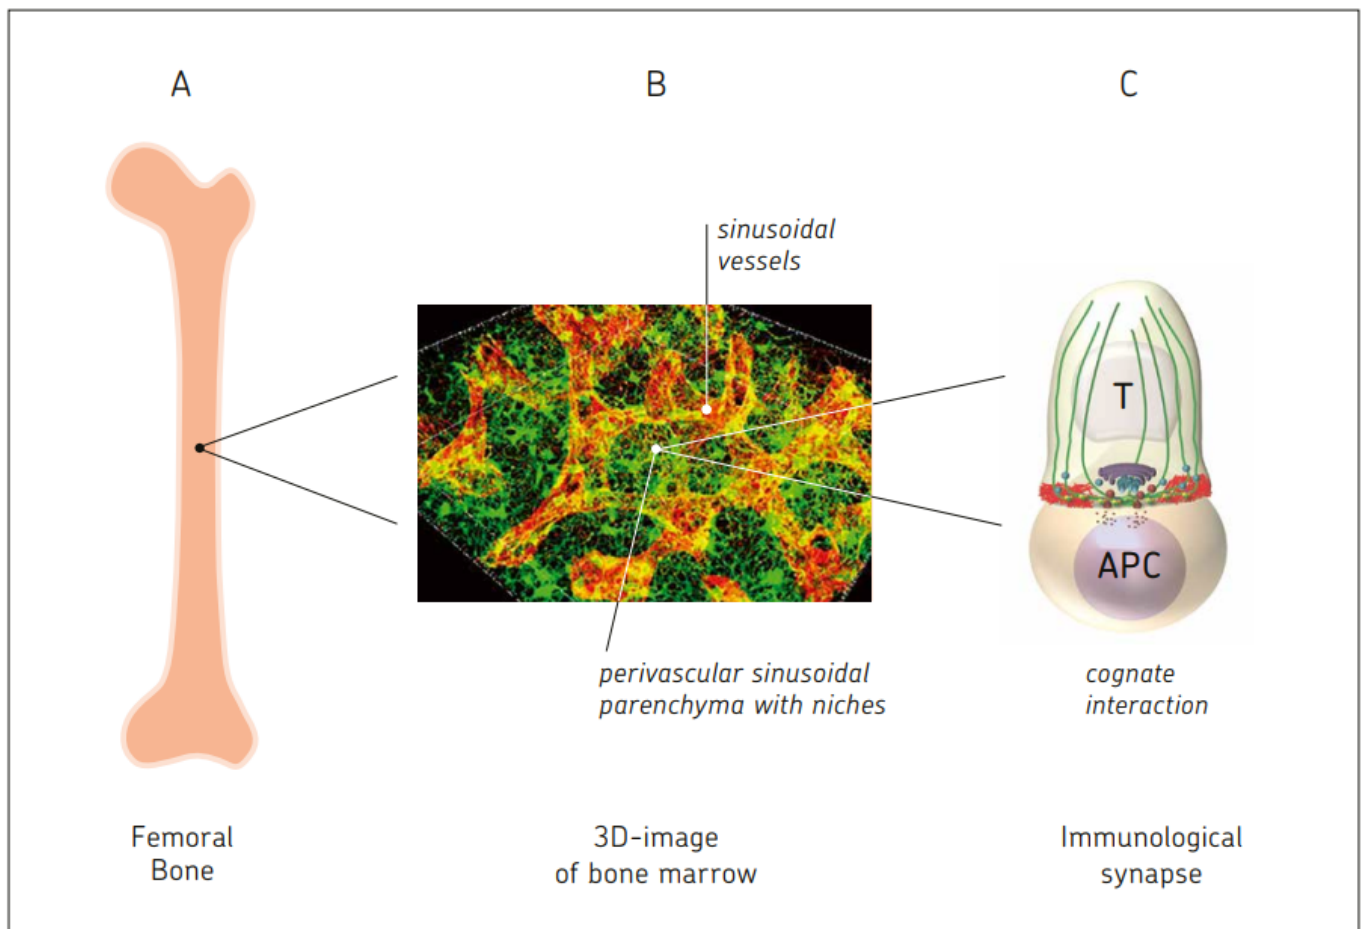 A
B
C
sinusoidal
vessels
T
APC
perivascular sinusoidal
parenchyma with niches
cognate
interaction
Femoral
Bone
3D-image
of bone marrow
Immunological
synapse